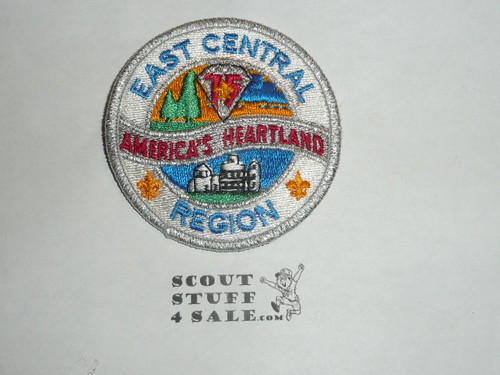 EAST CENTRAL
75
AMERICA'S HEARTLAND
REGION
SCOUT
STUFF
4 SALE.COM